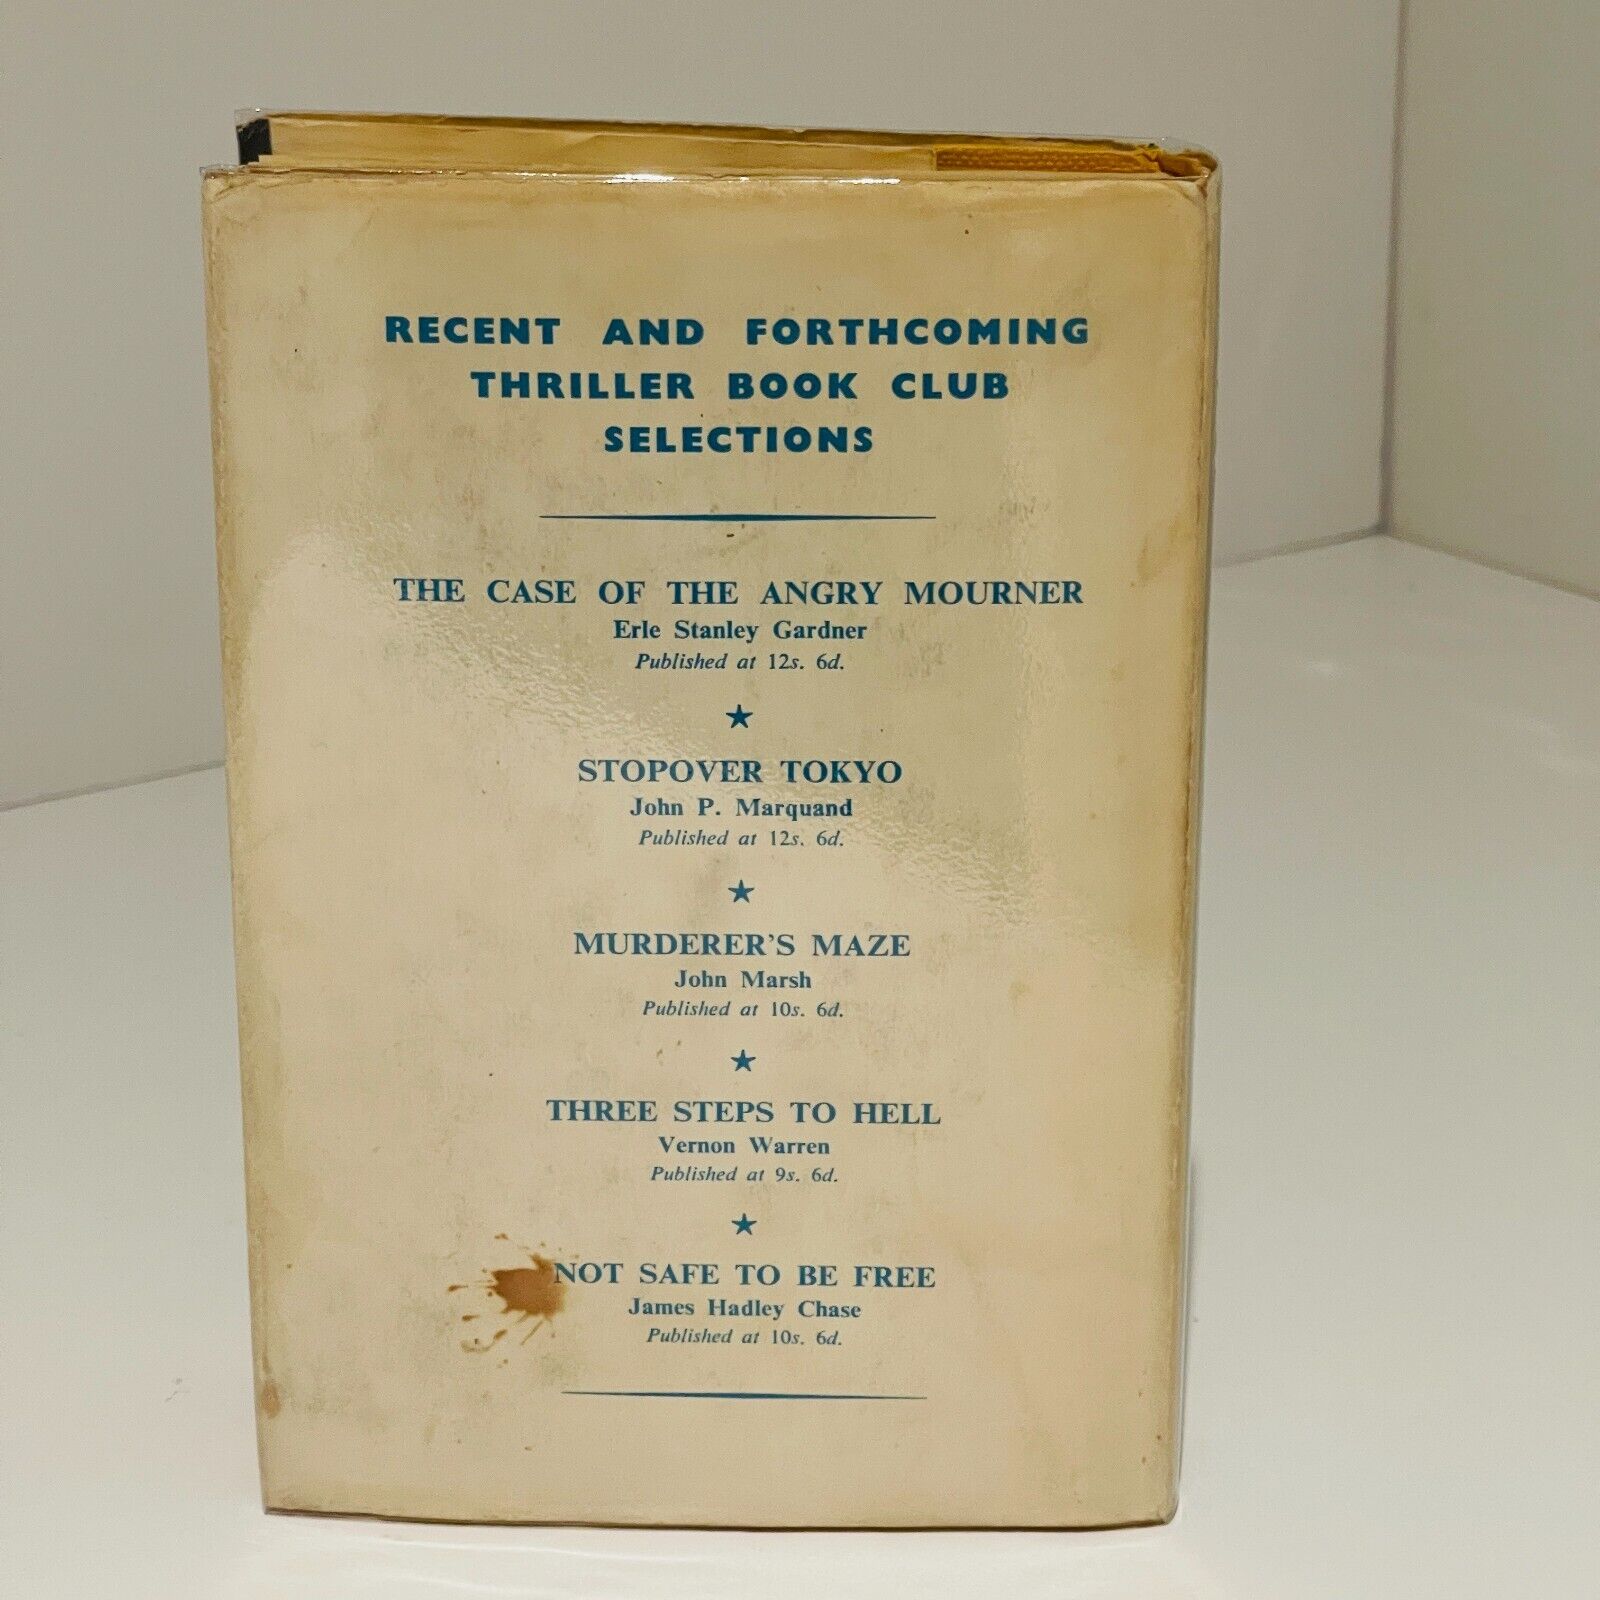 RECENT AND FORTHCOMING
THRILLER BOOK CLUB
SELECTIONS
THE CASE OF THE ANGRY MOURNER
Erle Stanley Gardner
Published at 12s. 6d.
★
STOPOVER TOKYO
John P. Marquand
Published at 12s. 6d.
★
MURDERER'S MAZE
John Marsh
Published at 10s. 6d.
★
THREE STEPS TO HELL
Vernon Warren
Published at 9s. 6d.
★
NOT SAFE TO BE FREE
James Hadley Chase
Published at 10s. 6d.